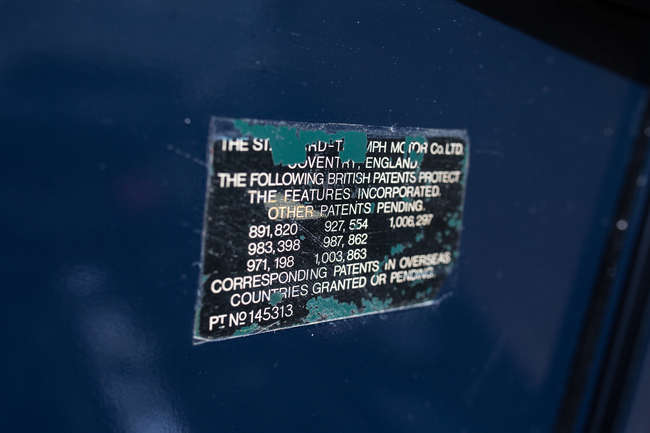 THE ST RD-T MPH MOTOR Co. LTD.
COVENTRY, ENGLAND
THE FOLLOWING BRITISH PATENTS PROTECT
THE FEATURES INCORPORATED.
OTHER PATENTS PENDING.
891,820 927,554 1,006,297
983,398 987,862
971,198 1,003,863
CORRESPONDING PATENTS IN OVERSEAS
COUNTRIES GRANTED OR PENDING.
PT Nº 145313